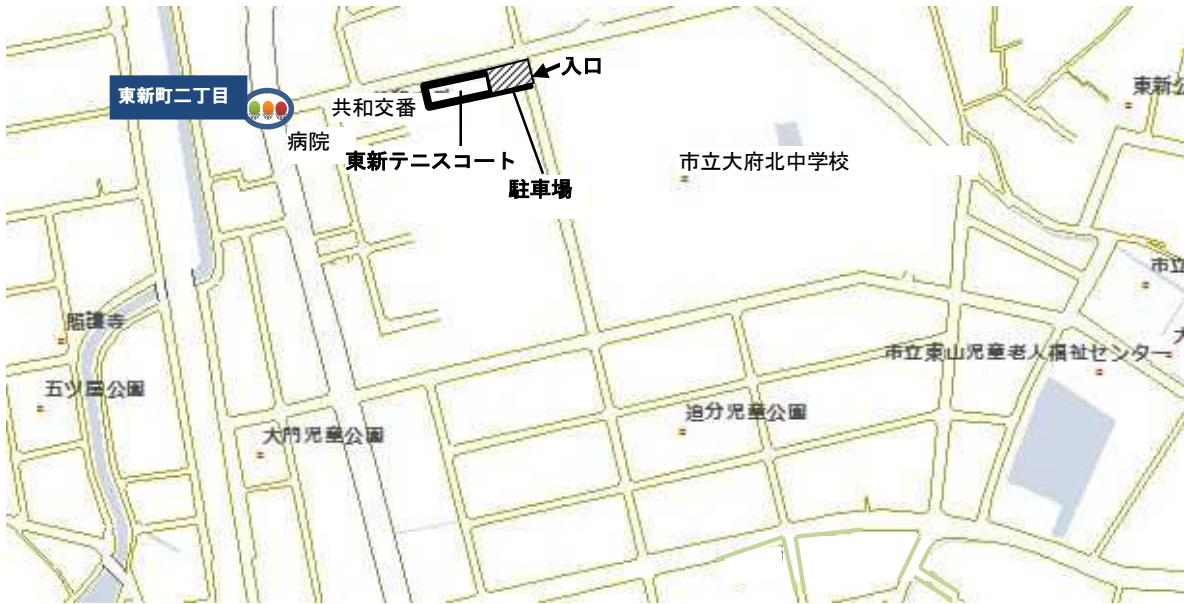 入口
東新町二丁目
共和交番
東新公
病院
東新テニスコート
市立大府北中学校
駐車場
市立
照護寺
大
市立東山児童老人福祉センター
五ツ屋公園
追分児童公園
大門児童公園